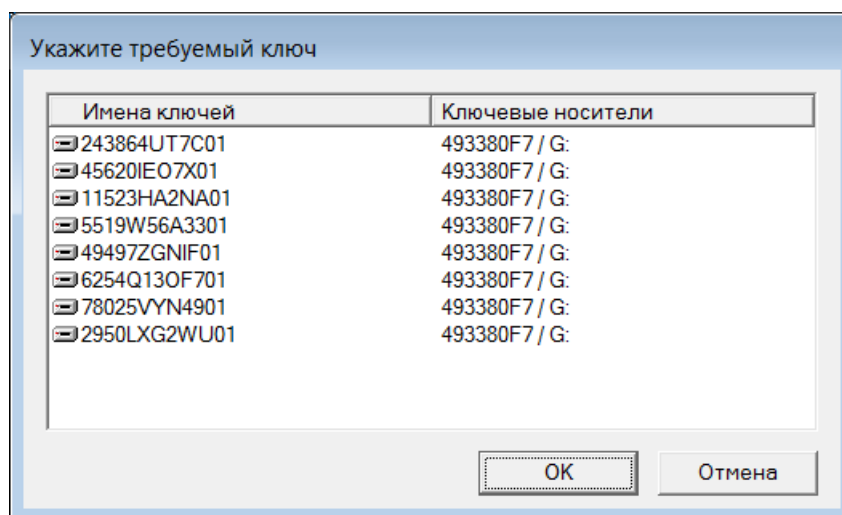 Укажите требуемый ключ
Имена ключей Ключевые носители
243864UT7C01 493380F7 / G:
45620IEO7X01 493380F7 / G:
11523HA2NA01 493380F7 / G:
5519W56A3301 493380F7 / G:
49497ZGNIF01 493380F7 / G:
6254Q13OF701 493380F7 / G:
78025VYN4901 493380F7 / G:
2950LXG2WU01 493380F7 / G:
OK Отмена